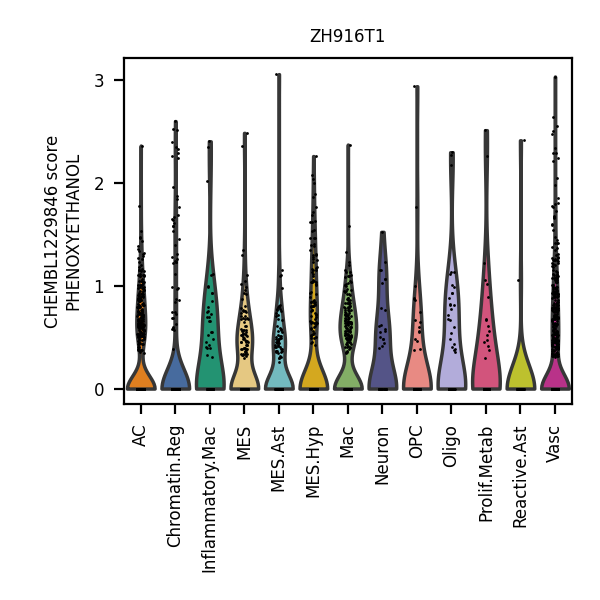 ZH916T1
CHEMBL1229846 score
PHENOXYETHANOL
3
2
1
0
AC
Chromatin.Reg
Inflammatory.Mac
MES
MES.Ast
MES.Hyp
Mac
Neuron
OPC
Oligo
Prolif.Metab
Reactive.Ast
Vasc